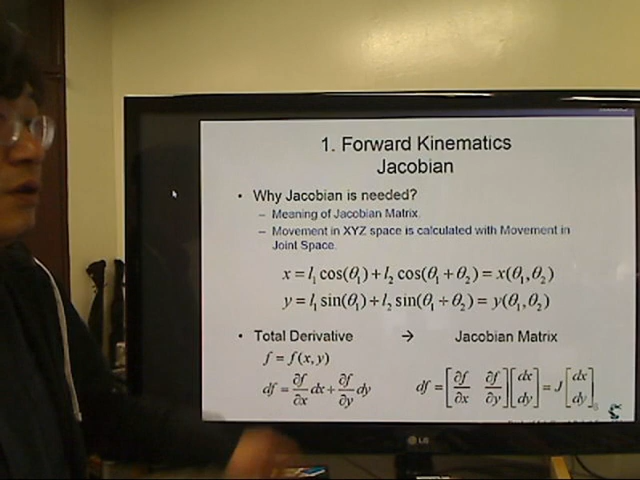 1. Forward Kinematics
Jacobian
• Why Jacobian is needed?
– Meaning of Jacobian Matrix.
– Movement in XYZ space is calculated with Movement in
Joint Space.
x = l₁ cos(θ₁) + l₂ cos(θ₁ + θ₂) = x(θ₁, θ₂)
y = l₁ sin(θ₁) + l₂ sin(θ₁ + θ₂) = y(θ₁, θ₂)
• Total Derivative → Jacobian Matrix
f = f(x, y)
df = ∂f/∂x dx + ∂f/∂y dy df = [∂f/∂x ∂f/∂y] [dx dy] = J [dx dy]
LG